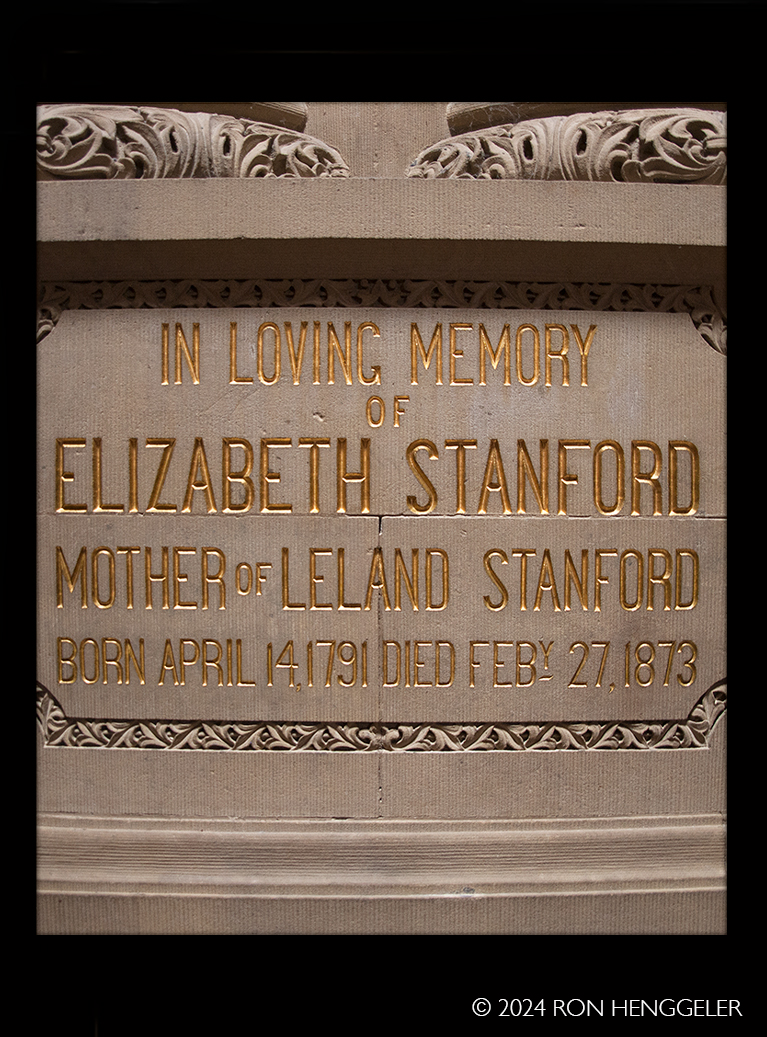 IN LOVING MEMORY
OF
ELIZABETH STANFORD
MOTHER OF LELAND STANFORD
BORN APRIL 14, 1791 DIED FEBY 27, 1873
© 2024 RON HENGGELER